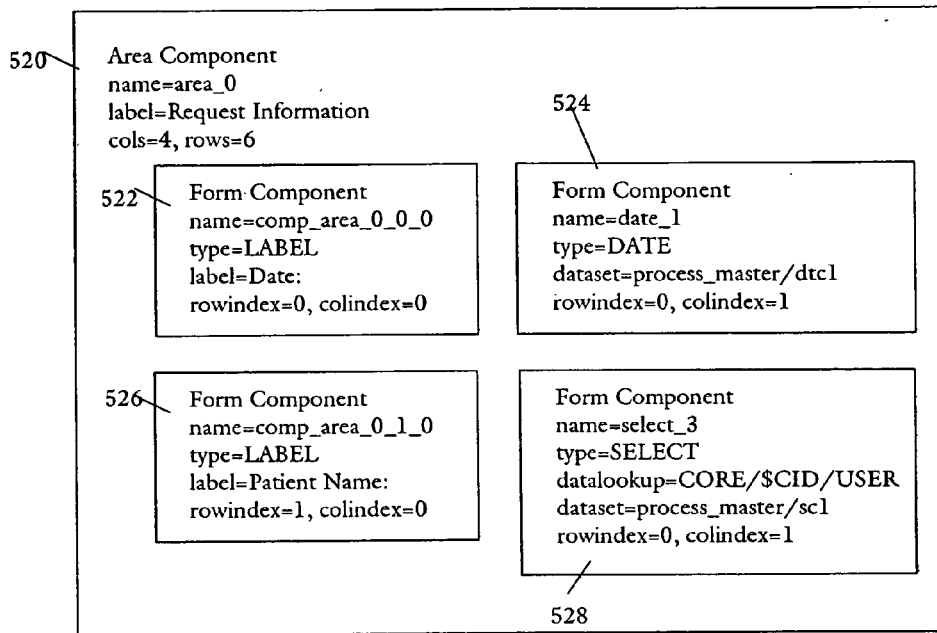 520
Area Component
name=area_0
label=Request Information
cols=4, rows=6
522
Form Component
name=comp_area_0_0_0
type=LABEL
label=Date:
rowindex=0, colindex=0
524
Form Component
name=date_1
type=DATE
dataset=process_master/dtcl
rowindex=0, colindex=1
526
Form Component
name=comp_area_0_1_0
type=LABEL
label=Patient Name:
rowindex=1, colindex=0
Form Component
name=select_3
type=SELECT
datalookup=CORE/$CID/USER
dataset=process_master/scl
rowindex=0, colindex=1
528